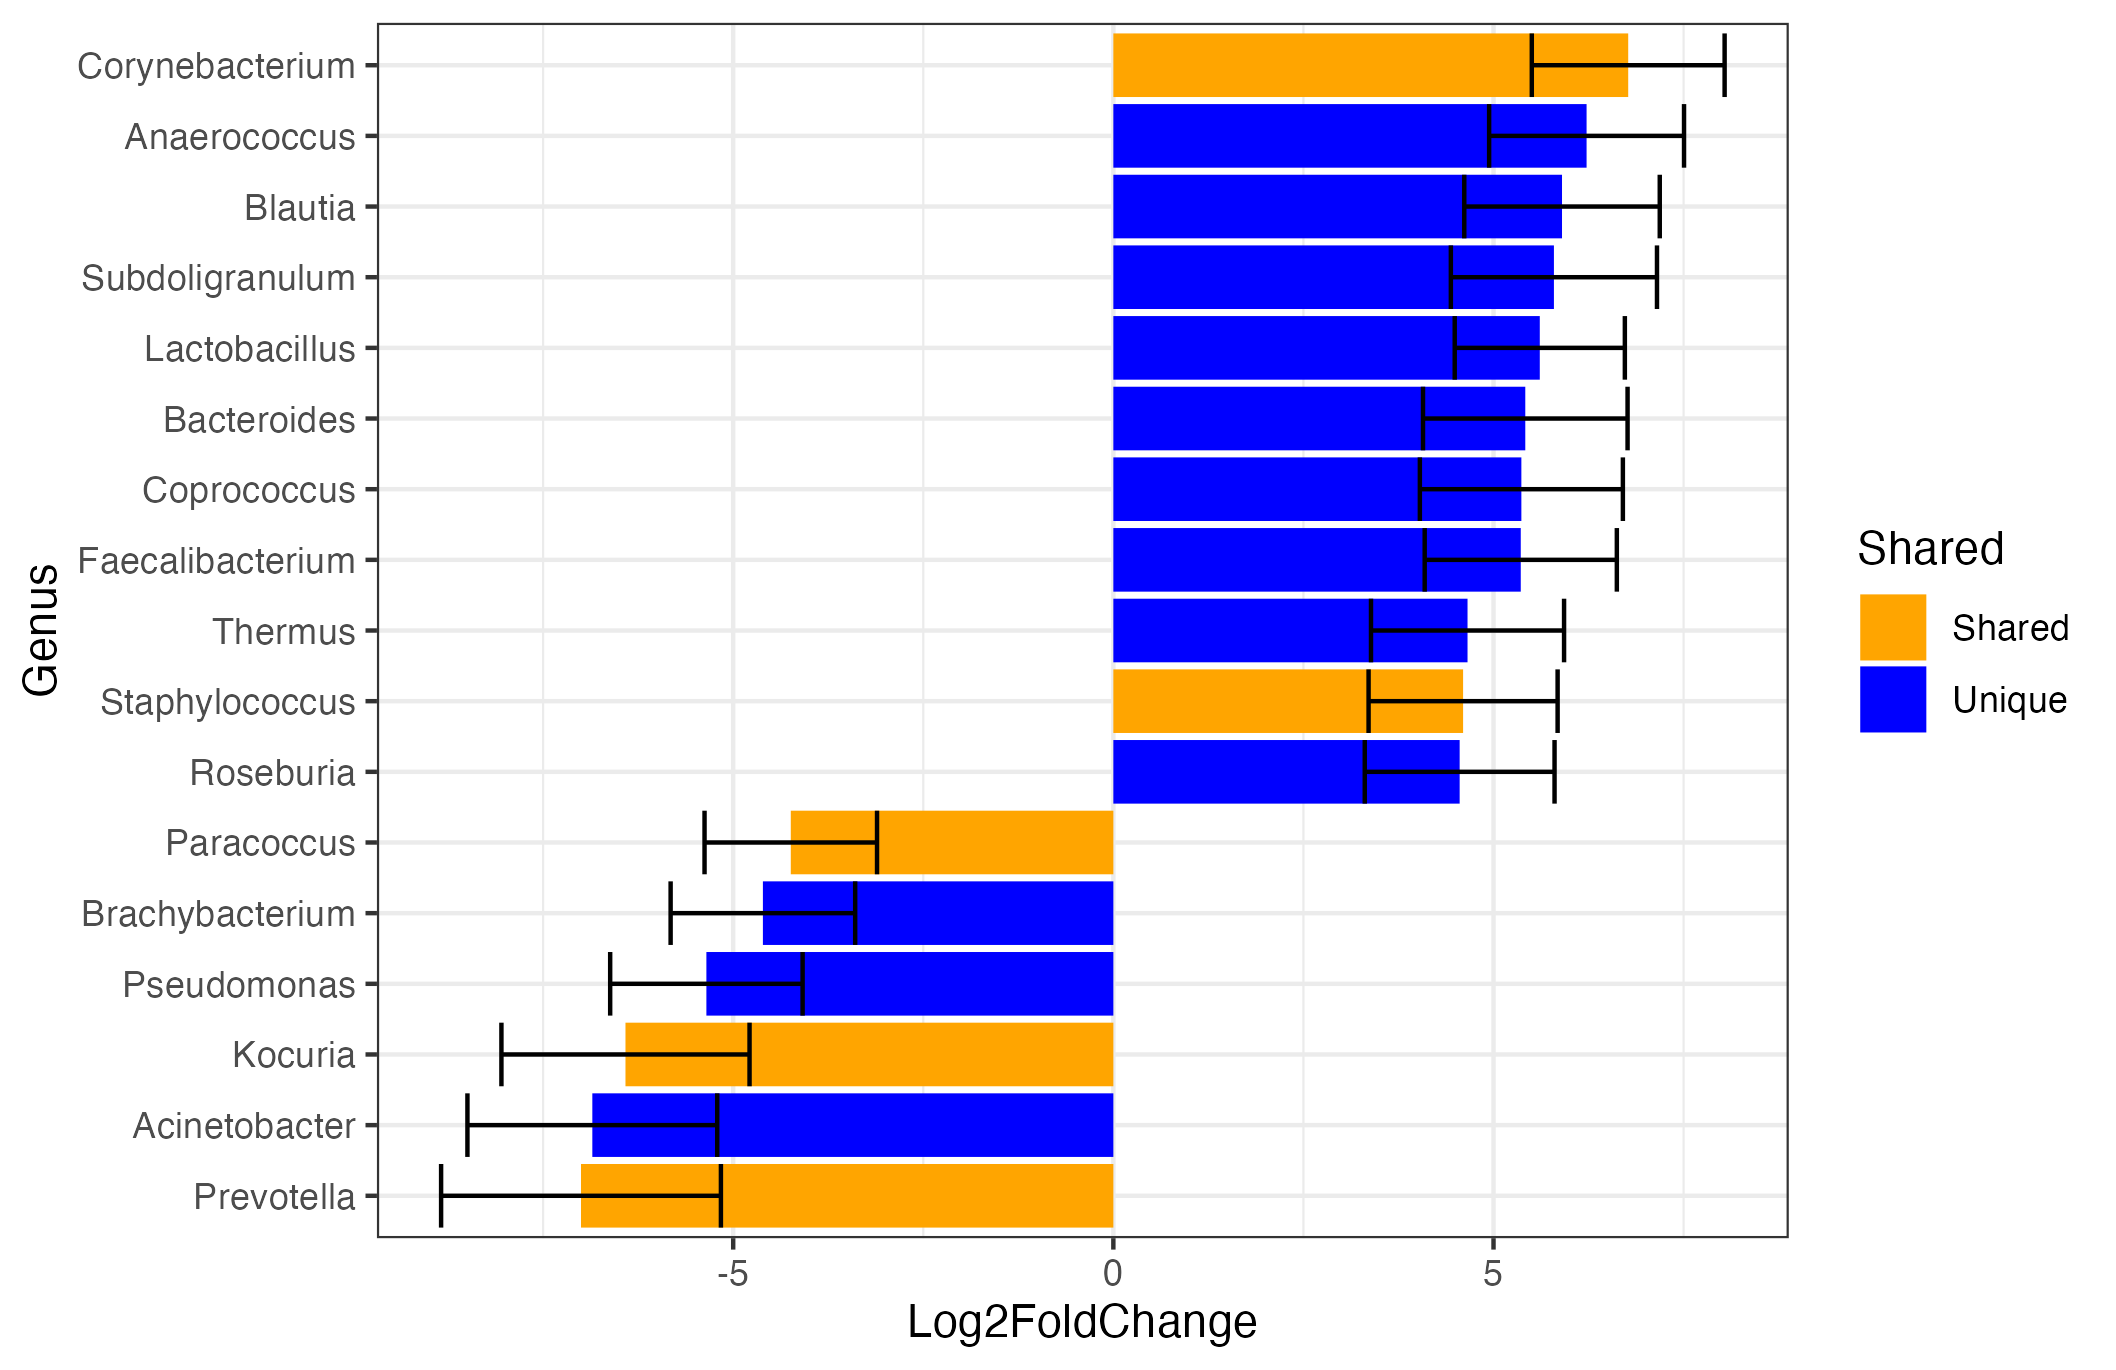 Corynebacterium
Anaerococcus
Blautia
Subdoligranulum
Lactobacillus
Bacteroides
Coprococcus
Faecalibacterium
Thermus
Staphylococcus
Roseburia
Paracoccus
Brachybacterium
Pseudomonas
Kocuria
Acinetobacter
Prevotella
Genus
-5 0 5
Log2FoldChange
Shared
Shared
Unique